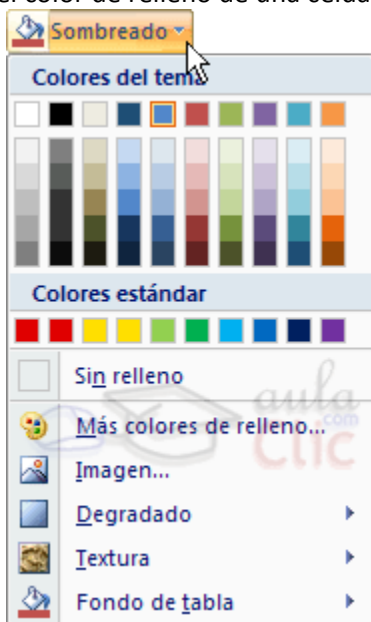 el color de relleno de una celda
Sombreado
Colores del tema
Colores estándar
Sin relleno
aula
Más colores de relleno...
.com
Clic
Imagen...
Degradado
Textura
Fondo de tabla